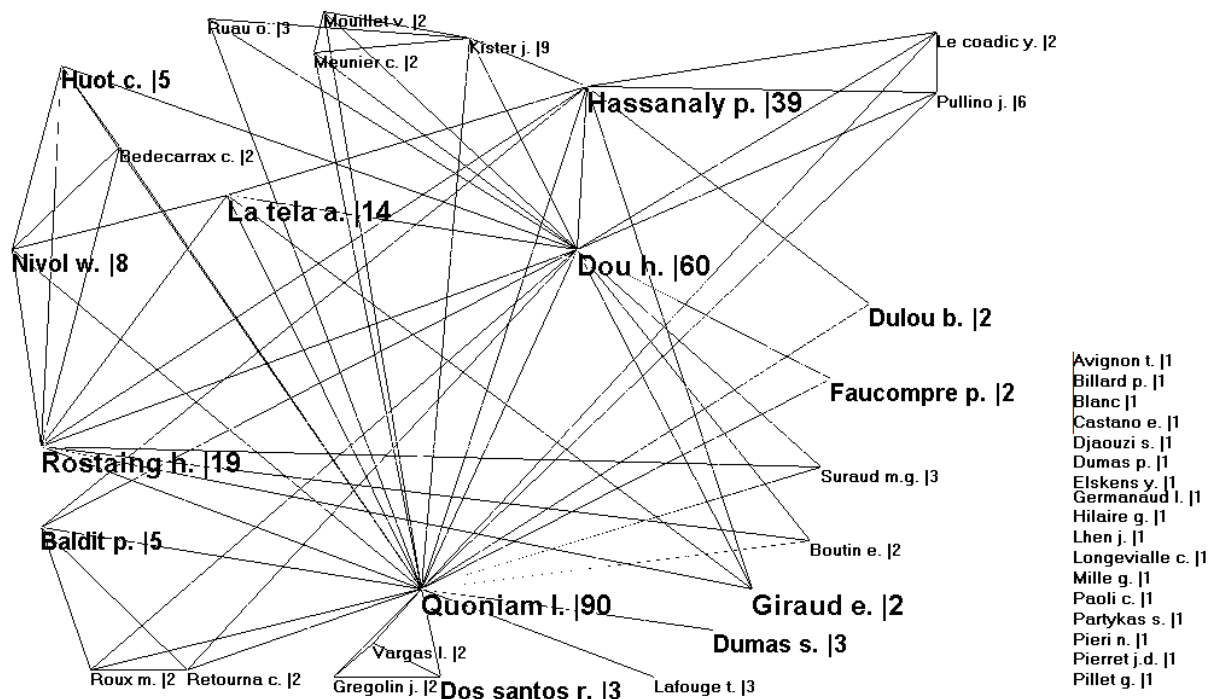 Mouillet v. |2
Ruau o. |3
Le coadic y. |2
Kister j. |9
Meunier c. |2
Huot c. |5
Hassanaly p. |39
Pullino j. |6
Bedecarrax c. |2
La tela a. |14
Nivol w. |8
Dou h. |60
Dulou b. |2
Faucompre p. |2
Rostaing h. |19
Suraud m.g. |3
Baldit p. |5
Boutin e. |2
Quoniam l. |90
Giraud e. |2
Dumas s. |3
Vargas l. |2
Roux m. |2
Retourna c. |2
Gregolin j. |2
Dos santos r. |3
Lafouge t. |3
Avignon t. |1
Billard p. |1
Blanc |1
Castano e. |1
Djaouzi s. |1
Dumas p. |1
Elskens y. |1
Germanaud l. |1
Hilaire g. |1
Lhen j. |1
Longevialle c. |1
Mille g. |1
Paoli c. |1
Partykas s. |1
Pieri n. |1
Pierret j.d. |1
Pillet g. |1